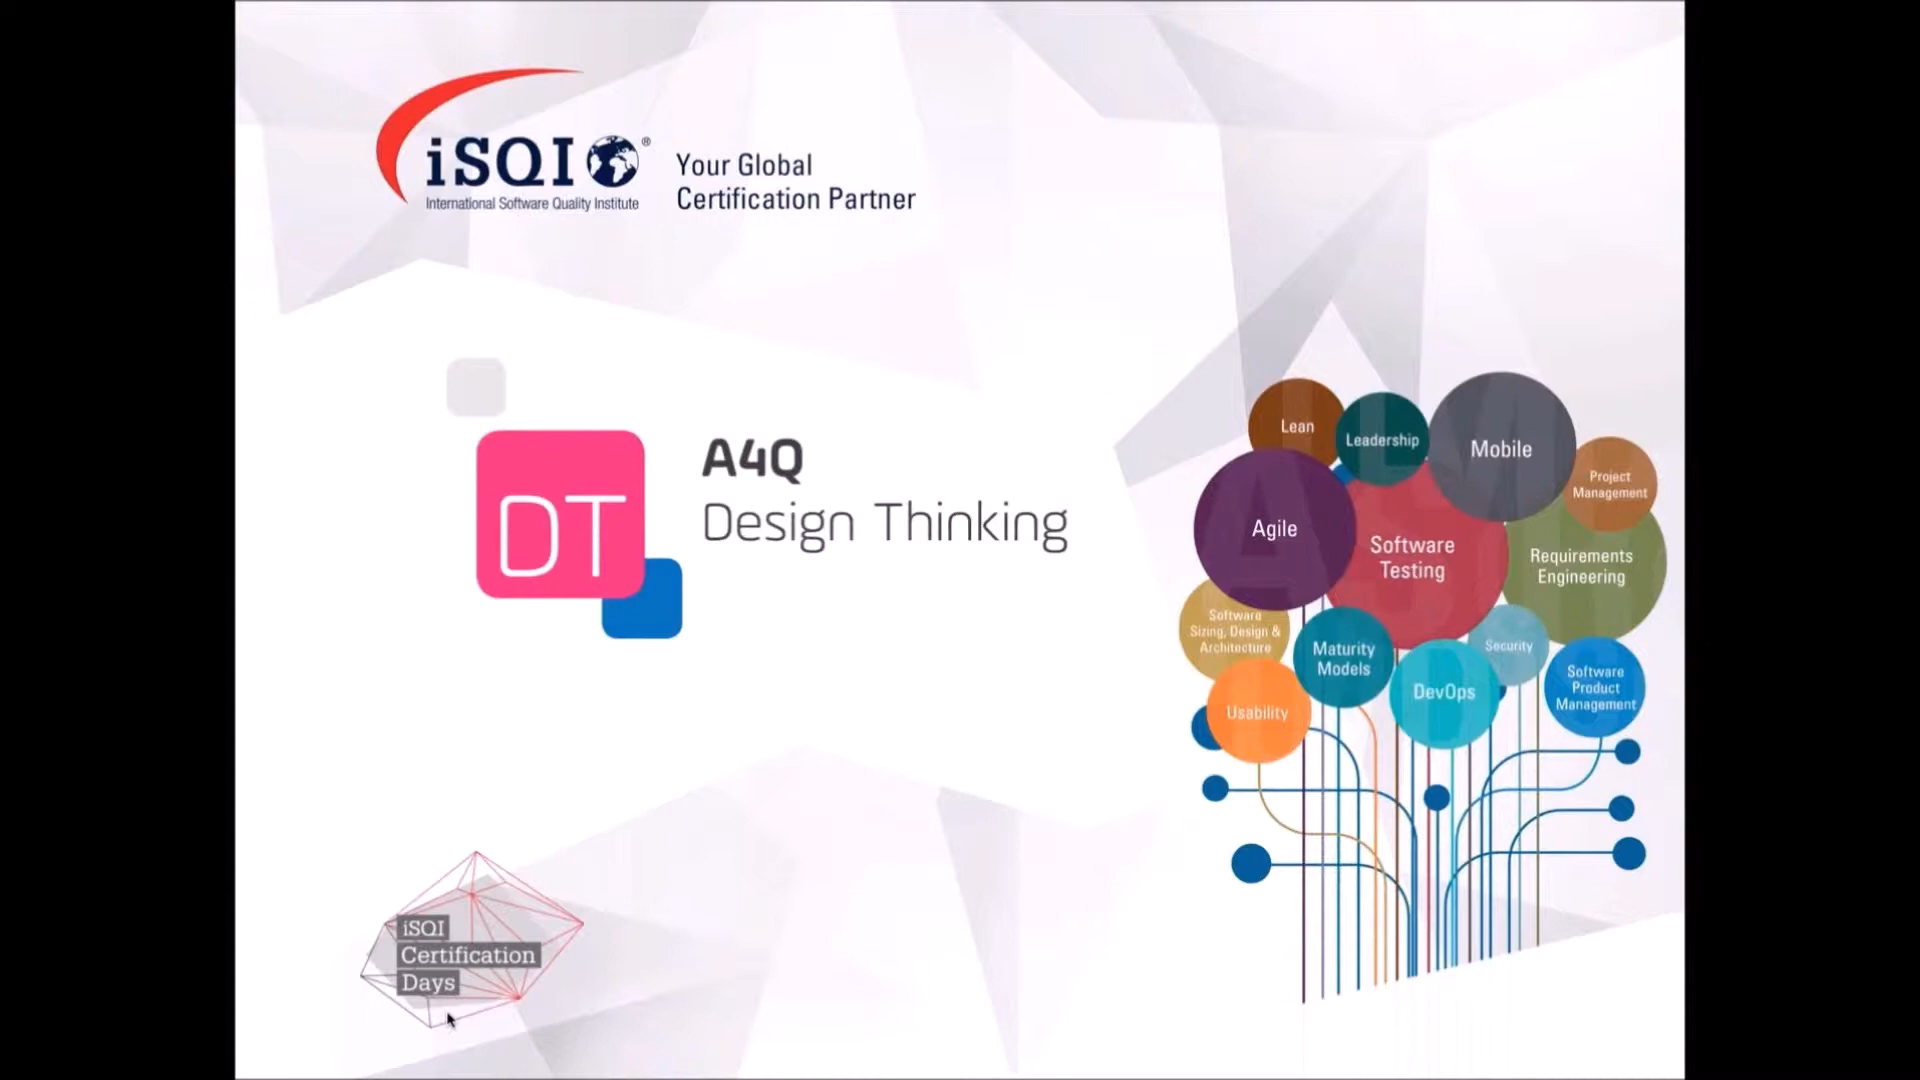 iSQI ®
International Software Quality Institute
Your Global
Certification Partner
DT
A4Q
Design Thinking
Lean
Leadership
Mobile
Project
Management
Agile
Software
Testing
Requirements
Engineering
Software
Sizing, Design &
Architecture
Maturity
Models
Security
DevOps
Software
Product
Management
Usability
iSQI
Certification
Days